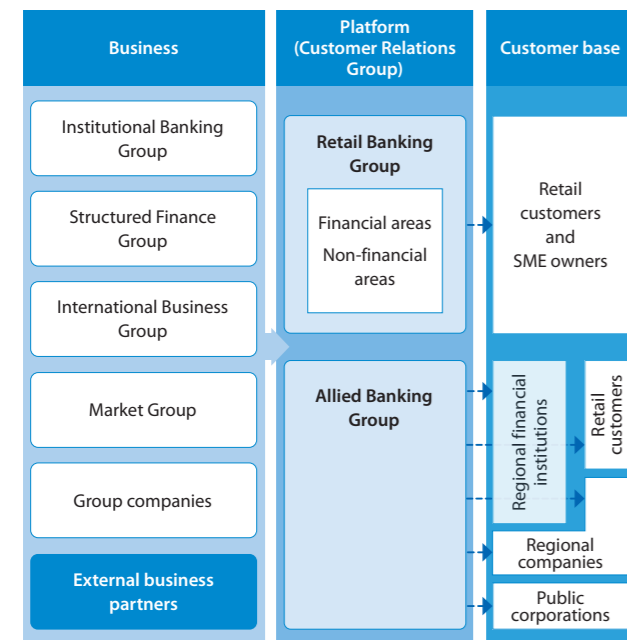 Business
Platform
(Customer Relations
Group)
Customer base
Institutional Banking
Group
Structured Finance
Group
International Business
Group
Market Group
Group companies
External business
partners
Retail Banking
Group
Financial areas
Non-financial
areas
Allied Banking
Group
Retail
customers
and
SME owners
Regional financial
institutions
Retail
customers
Regional
companies
Public
corporations